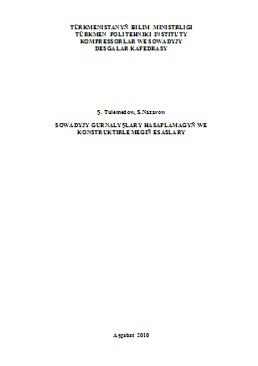 TÜRKMENISTANYŇ BILIM MINISTRLIGI
TÜRKMEN POLITEHNIKI INSTITUTY
KOMPRESSORLAR WE SOWADYJY
DESGALAR KAFEDRASY
Ş. Tulemedow, S.Nazarow
SOWADYJY GURNALYŞLARY HASAPLAMAGYŇ WE
KONSTRUKTIRLEMEGIŇ ESASLARY
Aşgabat 2010